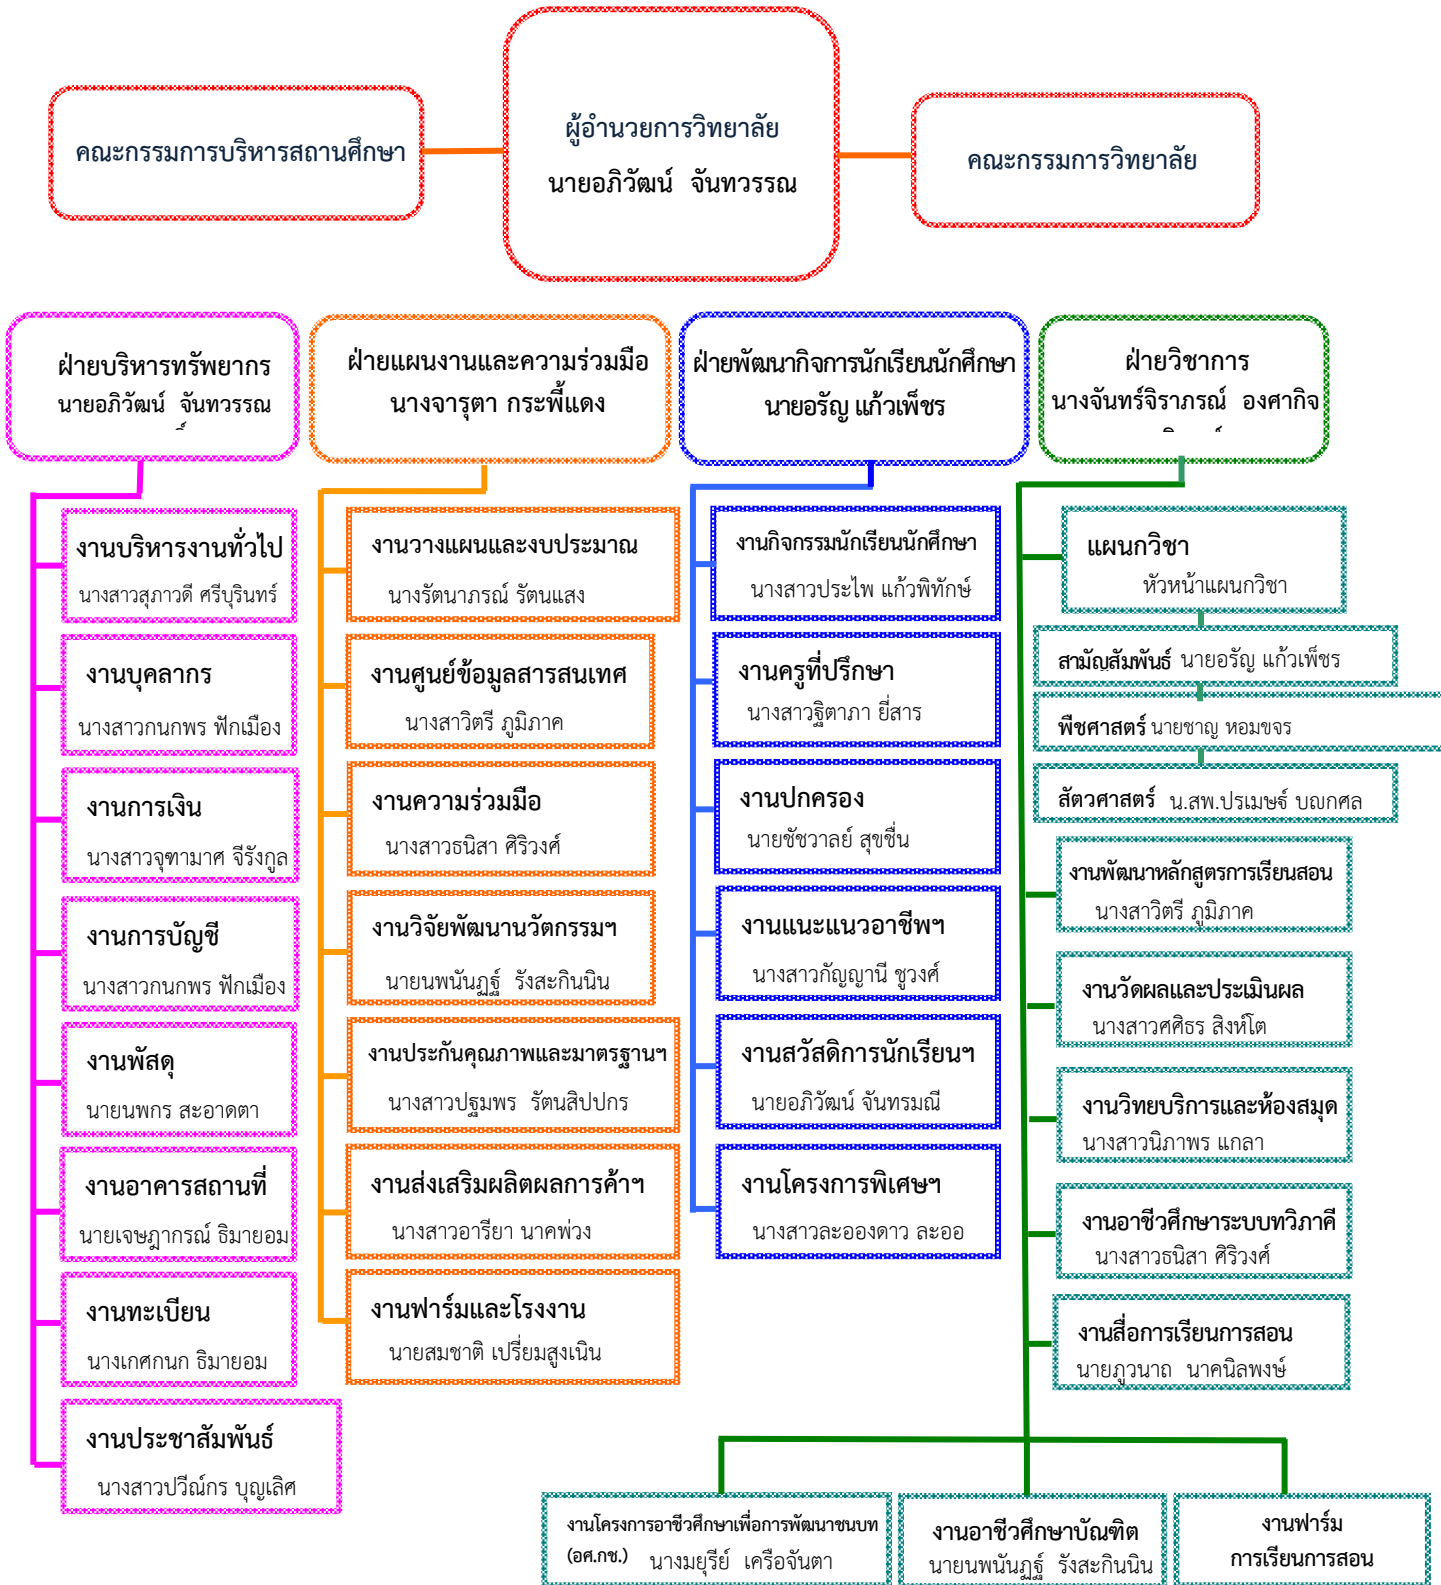 คณะกรรมการบริหารสถานศึกษา
ผู้อำนวยการวิทยาลัย
นายอภิวัฒน์ จันทวรรณ
คณะกรรมการวิทยาลัย
ฝ่ายบริหารทรัพยากร
นายอภิวัฒน์ จันทวรรณ
งานบริหารงานทั่วไป
นางสาวสุภาวดี ศรีบุรินทร์
งานบุคลากร
นางสาวกนกพร ฟักเมือง
งานการเงิน
นางสาวจุฑามาศ จีรังกูล
งานการบัญชี
นางสาวกนกพร ฟักเมือง
งานพัสดุ
นายนพกร สะอาดตา
งานอาคารสถานที่
นายเจษฎากรณ์ ธิมายอม
งานทะเบียน
นางเกศกนก ธิมายอม
งานประชาสัมพันธ์
นางสาวปวีณ์กร บุญเลิศ
ฝ่ายแผนงานและความร่วมมือ
นางจารุตา กระพี้แดง
งานวางแผนและงบประมาณ
นางรัตนาภรณ์ รัตนแสง
งานศูนย์ข้อมูลสารสนเทศ
นางสาวิตรี ภูมิภาค
งานความร่วมมือ
นางสาวธนิสา ศิริวงศ์
งานวิจัยพัฒนานวัตกรรมฯ
นายนพนันฏฐ์ รังสะกินนิน
งานประกันคุณภาพและมาตรฐานฯ
นางสาวปฐมพร รัตนสิปปกร
งานส่งเสริมผลิตผลการค้าฯ
นางสาวอารียา นาคพ่วง
งานฟาร์มและโรงงาน
นายสมชาติ เปรี่ยมสูงเนิน
ฝ่ายพัฒนากิจการนักเรียนนักศึกษา
นายอรัญ แก้วเพ็ชร
งานกิจกรรมนักเรียนนักศึกษา
นางสาวประไพ แก้วพิทักษ์
งานครูที่ปรึกษา
นางสาวฐิตาภา ยี่สาร
งานปกครอง
นายชัชวาลย์ สุขชื่น
งานแนะแนวอาชีพฯ
นางสาวกัญญานี ชูวงศ์
งานสวัสดิการนักเรียนฯ
นายอภิวัฒน์ จันทรมณี
งานโครงการพิเศษฯ
นางสาวละอองดาว ละออ
ฝ่ายวิชาการ
นางจันทร์จิราภรณ์ องศากิจ
แผนกวิชา
หัวหน้าแผนกวิชา
สามัญสัมพันธ์ นายอรัญ แก้วเพ็ชร
พืชศาสตร์ นายชาญ หอมขจร
สัตวศาสตร์ น.สพ.ปรเมษฐ์ บญกศล
งานพัฒนาหลักสูตรการเรียนสอน
นางสาวิตรี ภูมิภาค
งานวัดผลและประเมินผล
นางสาวศศิธร สิงห์โต
งานวิทยบริการและห้องสมุด
นางสาวนิภาพร แกลา
งานอาชีวศึกษาระบบทวิภาคี
นางสาวธนิสา ศิริวงศ์
งานสื่อการเรียนการสอน
นายภูวนาถ นาคนิลพงษ์
งานโครงการอาชีวศึกษาเพื่อการพัฒนาชนบท
(อศ.กช.) นางมยุรีย์ เครือจันตา
งานอาชีวศึกษาบัณฑิต
นายนพนันฏฐ์ รังสะกินนิน
งานฟาร์ม
การเรียนการสอน